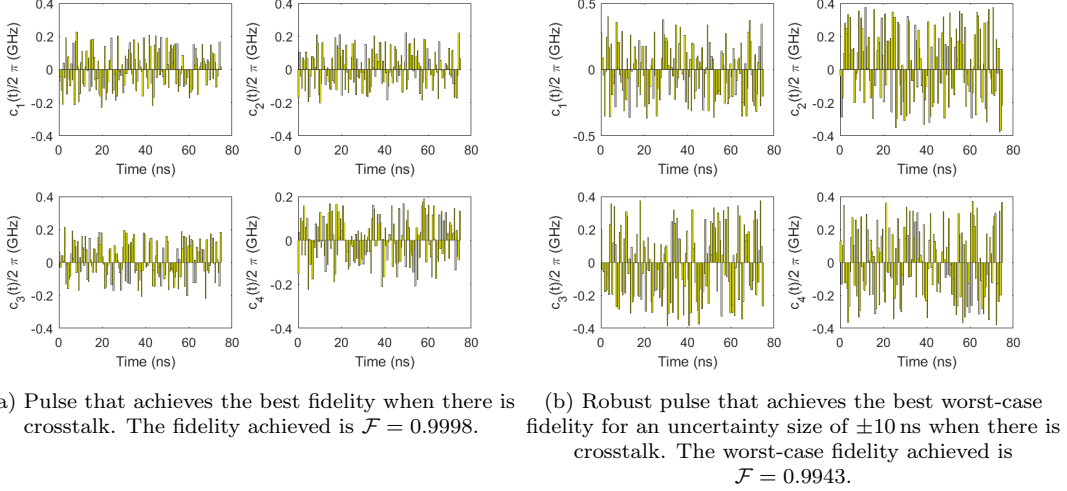 0.4
0.2
0
-0.2
-0.4
c1(t)/2 π (GHz)
0 20 40 60 80
Time (ns)
0.4
0.2
0
-0.2
-0.4
c2(t)/2 π (GHz)
0 20 40 60 80
Time (ns)
0.4
0.2
0
-0.2
-0.4
c3(t)/2 π (GHz)
0 20 40 60 80
Time (ns)
0.2
0
-0.2
-0.4
c4(t)/2 π (GHz)
0 20 40 60 80
Time (ns)
a) Pulse that achieves the best fidelity when there is
crosstalk. The fidelity achieved is F = 0.9998.
0.5
0
-0.5
c1(t)/2 π (GHz)
0 20 40 60 80
Time (ns)
0.4
0.2
0
-0.2
-0.4
c2(t)/2 π (GHz)
0 20 40 60 80
Time (ns)
0.4
0.2
0
-0.2
-0.4
c3(t)/2 π (GHz)
0 20 40 60 80
Time (ns)
0.4
0.2
0
-0.2
-0.4
c4(t)/2 π (GHz)
0 20 40 60 80
Time (ns)
(b) Robust pulse that achieves the best worst-case
fidelity for an uncertainty size of ±10 ns when there is
crosstalk. The worst-case fidelity achieved is
F = 0.9943.